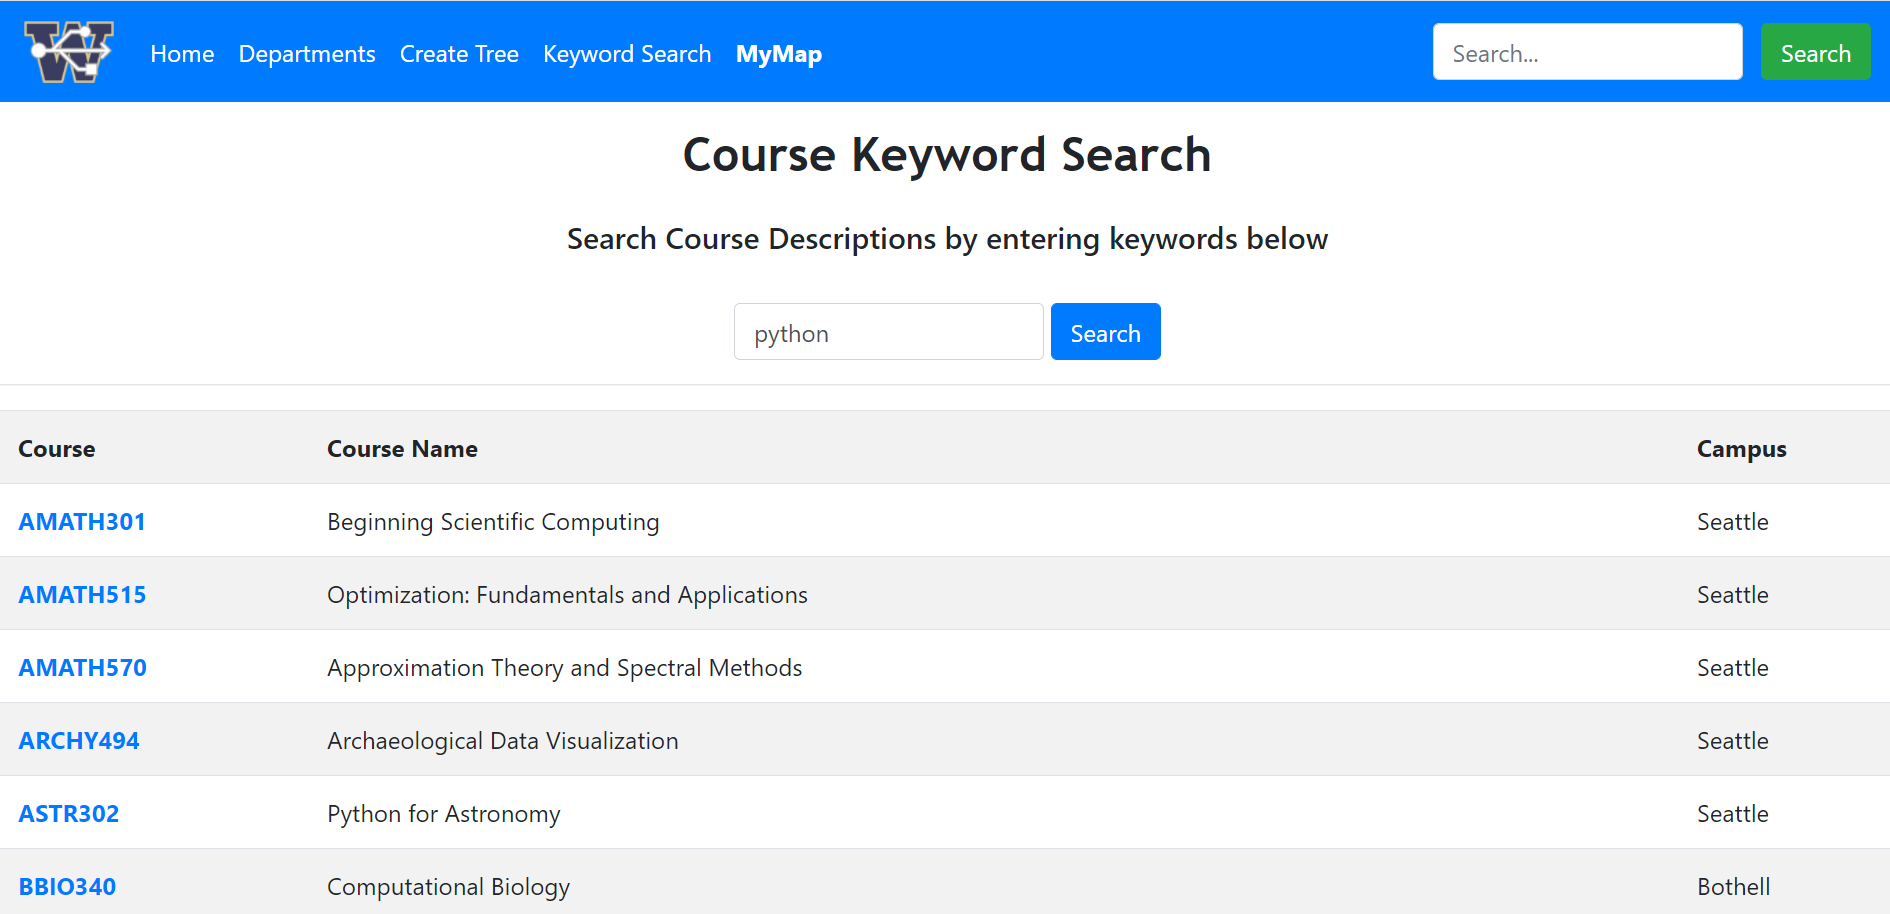 W
Home Departments Create Tree Keyword Search MyMap Search... Search
Course Keyword Search
Search Course Descriptions by entering keywords below
python Search
Course Course Name Campus
AMATH301 Beginning Scientific Computing Seattle
AMATH515 Optimization: Fundamentals and Applications Seattle
AMATH570 Approximation Theory and Spectral Methods Seattle
ARCHY494 Archaeological Data Visualization Seattle
ASTR302 Python for Astronomy Seattle
BBIO340 Computational Biology Bothell